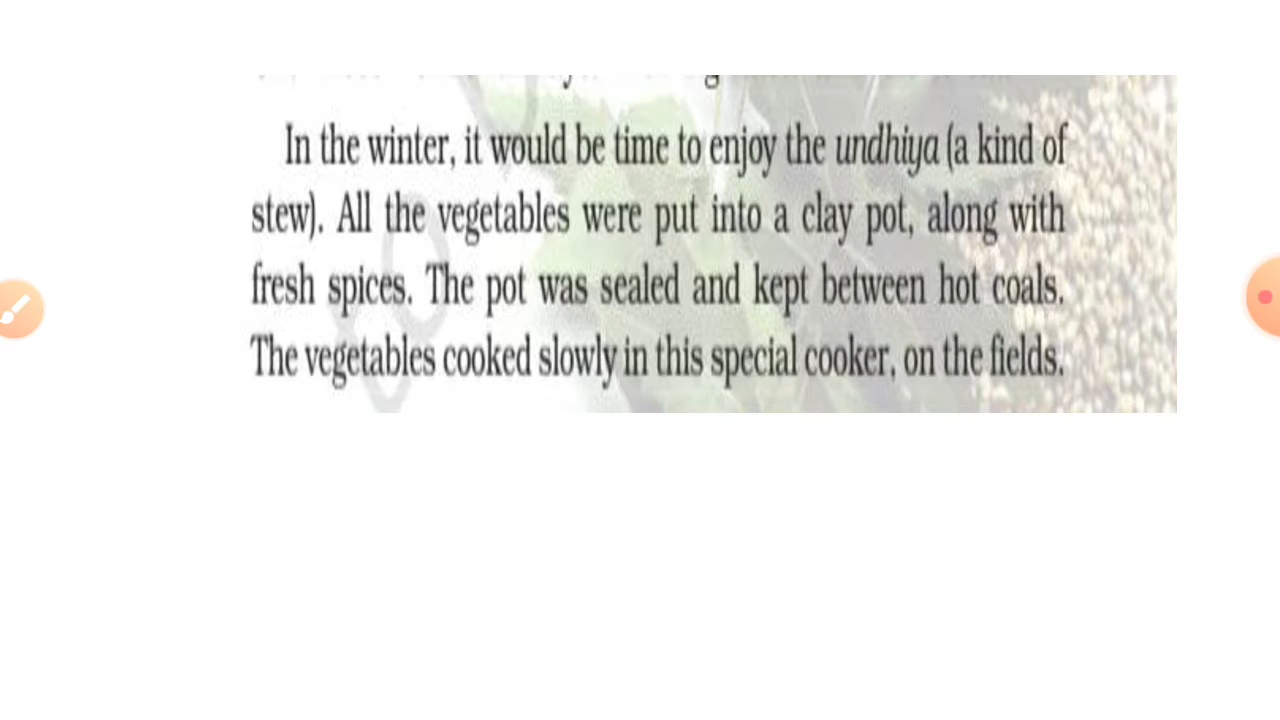 In the winter, it would be time to enjoy the undhiya (a kind of
stew). All the vegetables were put into a clay pot, along with
fresh spices. The pot was sealed and kept between hot coals.
The vegetables cooked slowly in this special cooker, on the fields.